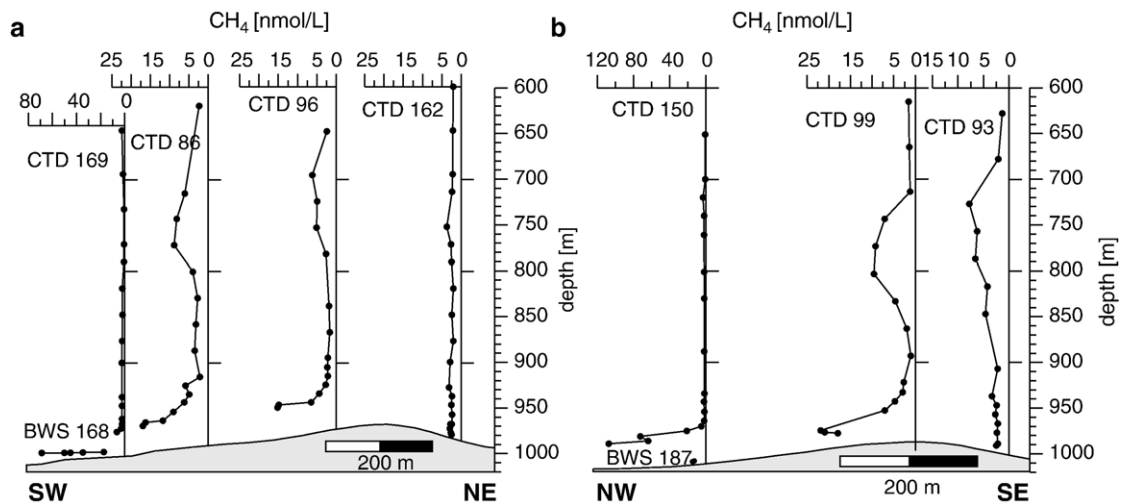 CH4 [nmol/L]
CH4 [nmol/L]
a
b
25 15 5 0
25 15 5 0
25 15 5 0
120 80 40 0
25 15 5 0
15 10 5 0
80 40 0
CTD 169
CTD 86
CTD 96
CTD 162
CTD 150
CTD 99
CTD 93
600
650
700
750
800
850
900
950
1000
depth [m]
600
650
700
750
800
850
900
950
1000
depth [m]
BWS 168
BWS 187
200 m
200 m
SW
NE
NW
SE